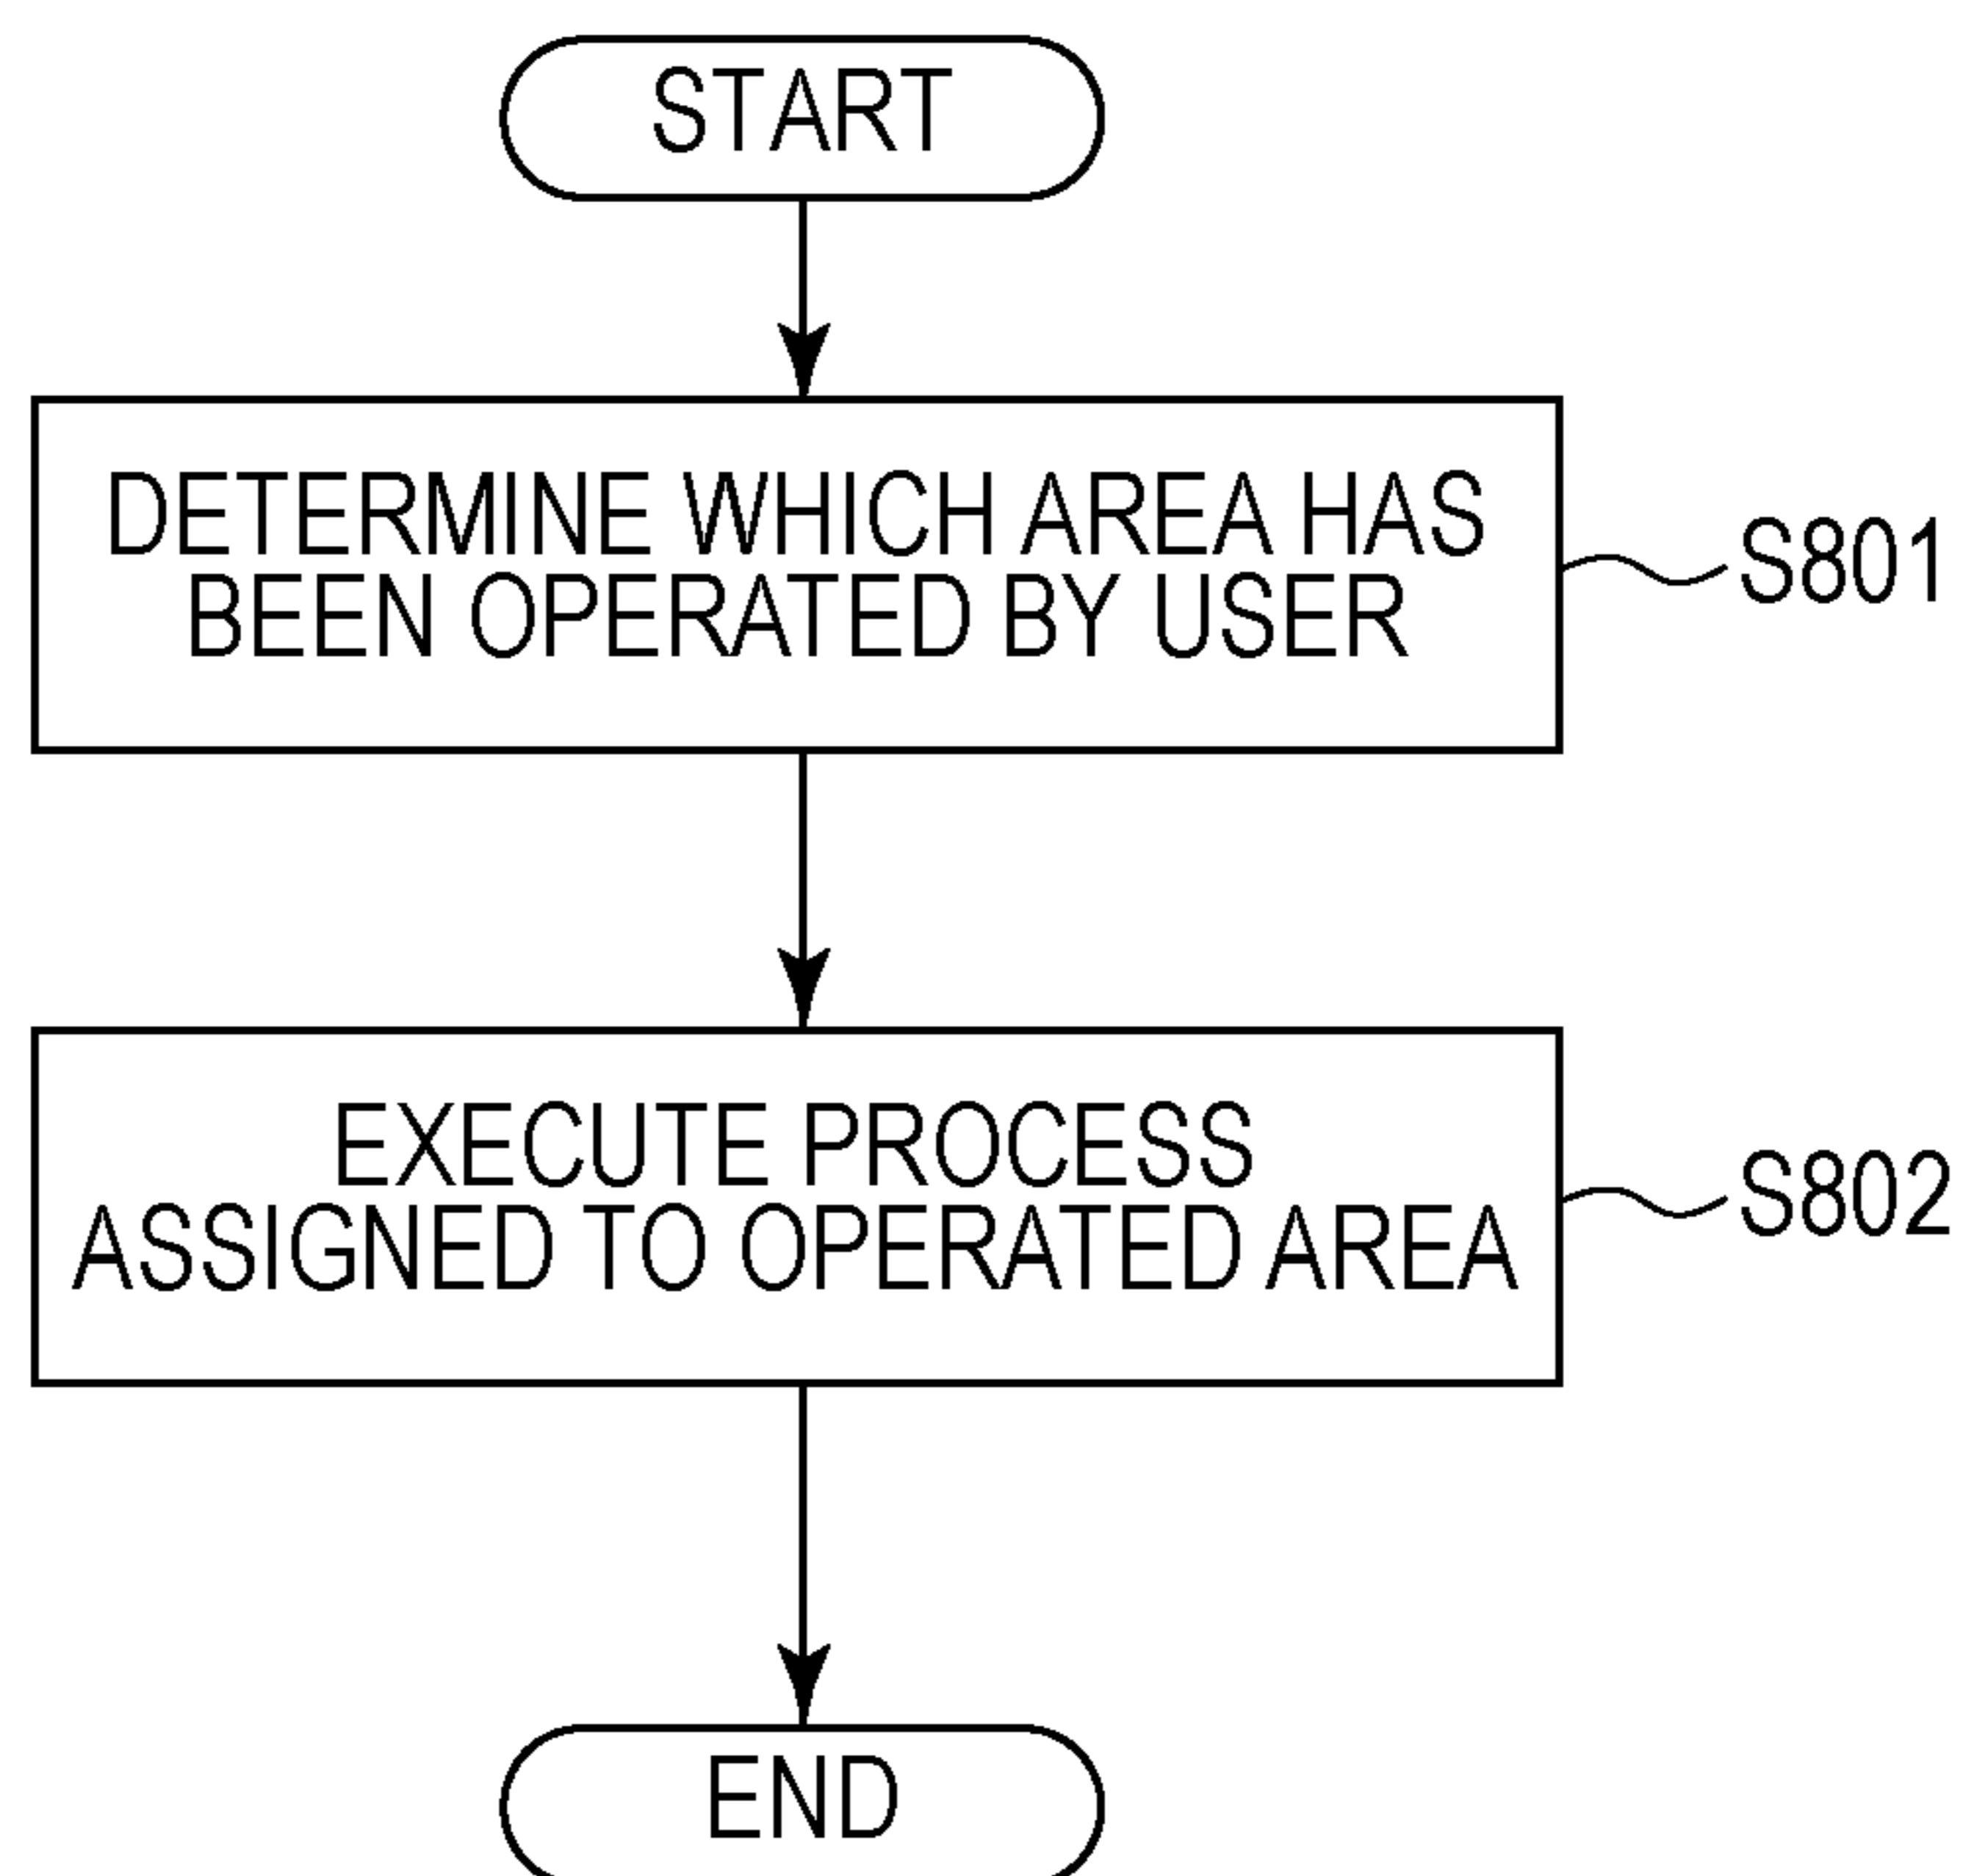 START
DETERMINE WHICH AREA HAS
BEEN OPERATED BY USER
S801
EXECUTE PROCESS
ASSIGNED TO OPERATED AREA
S802
END